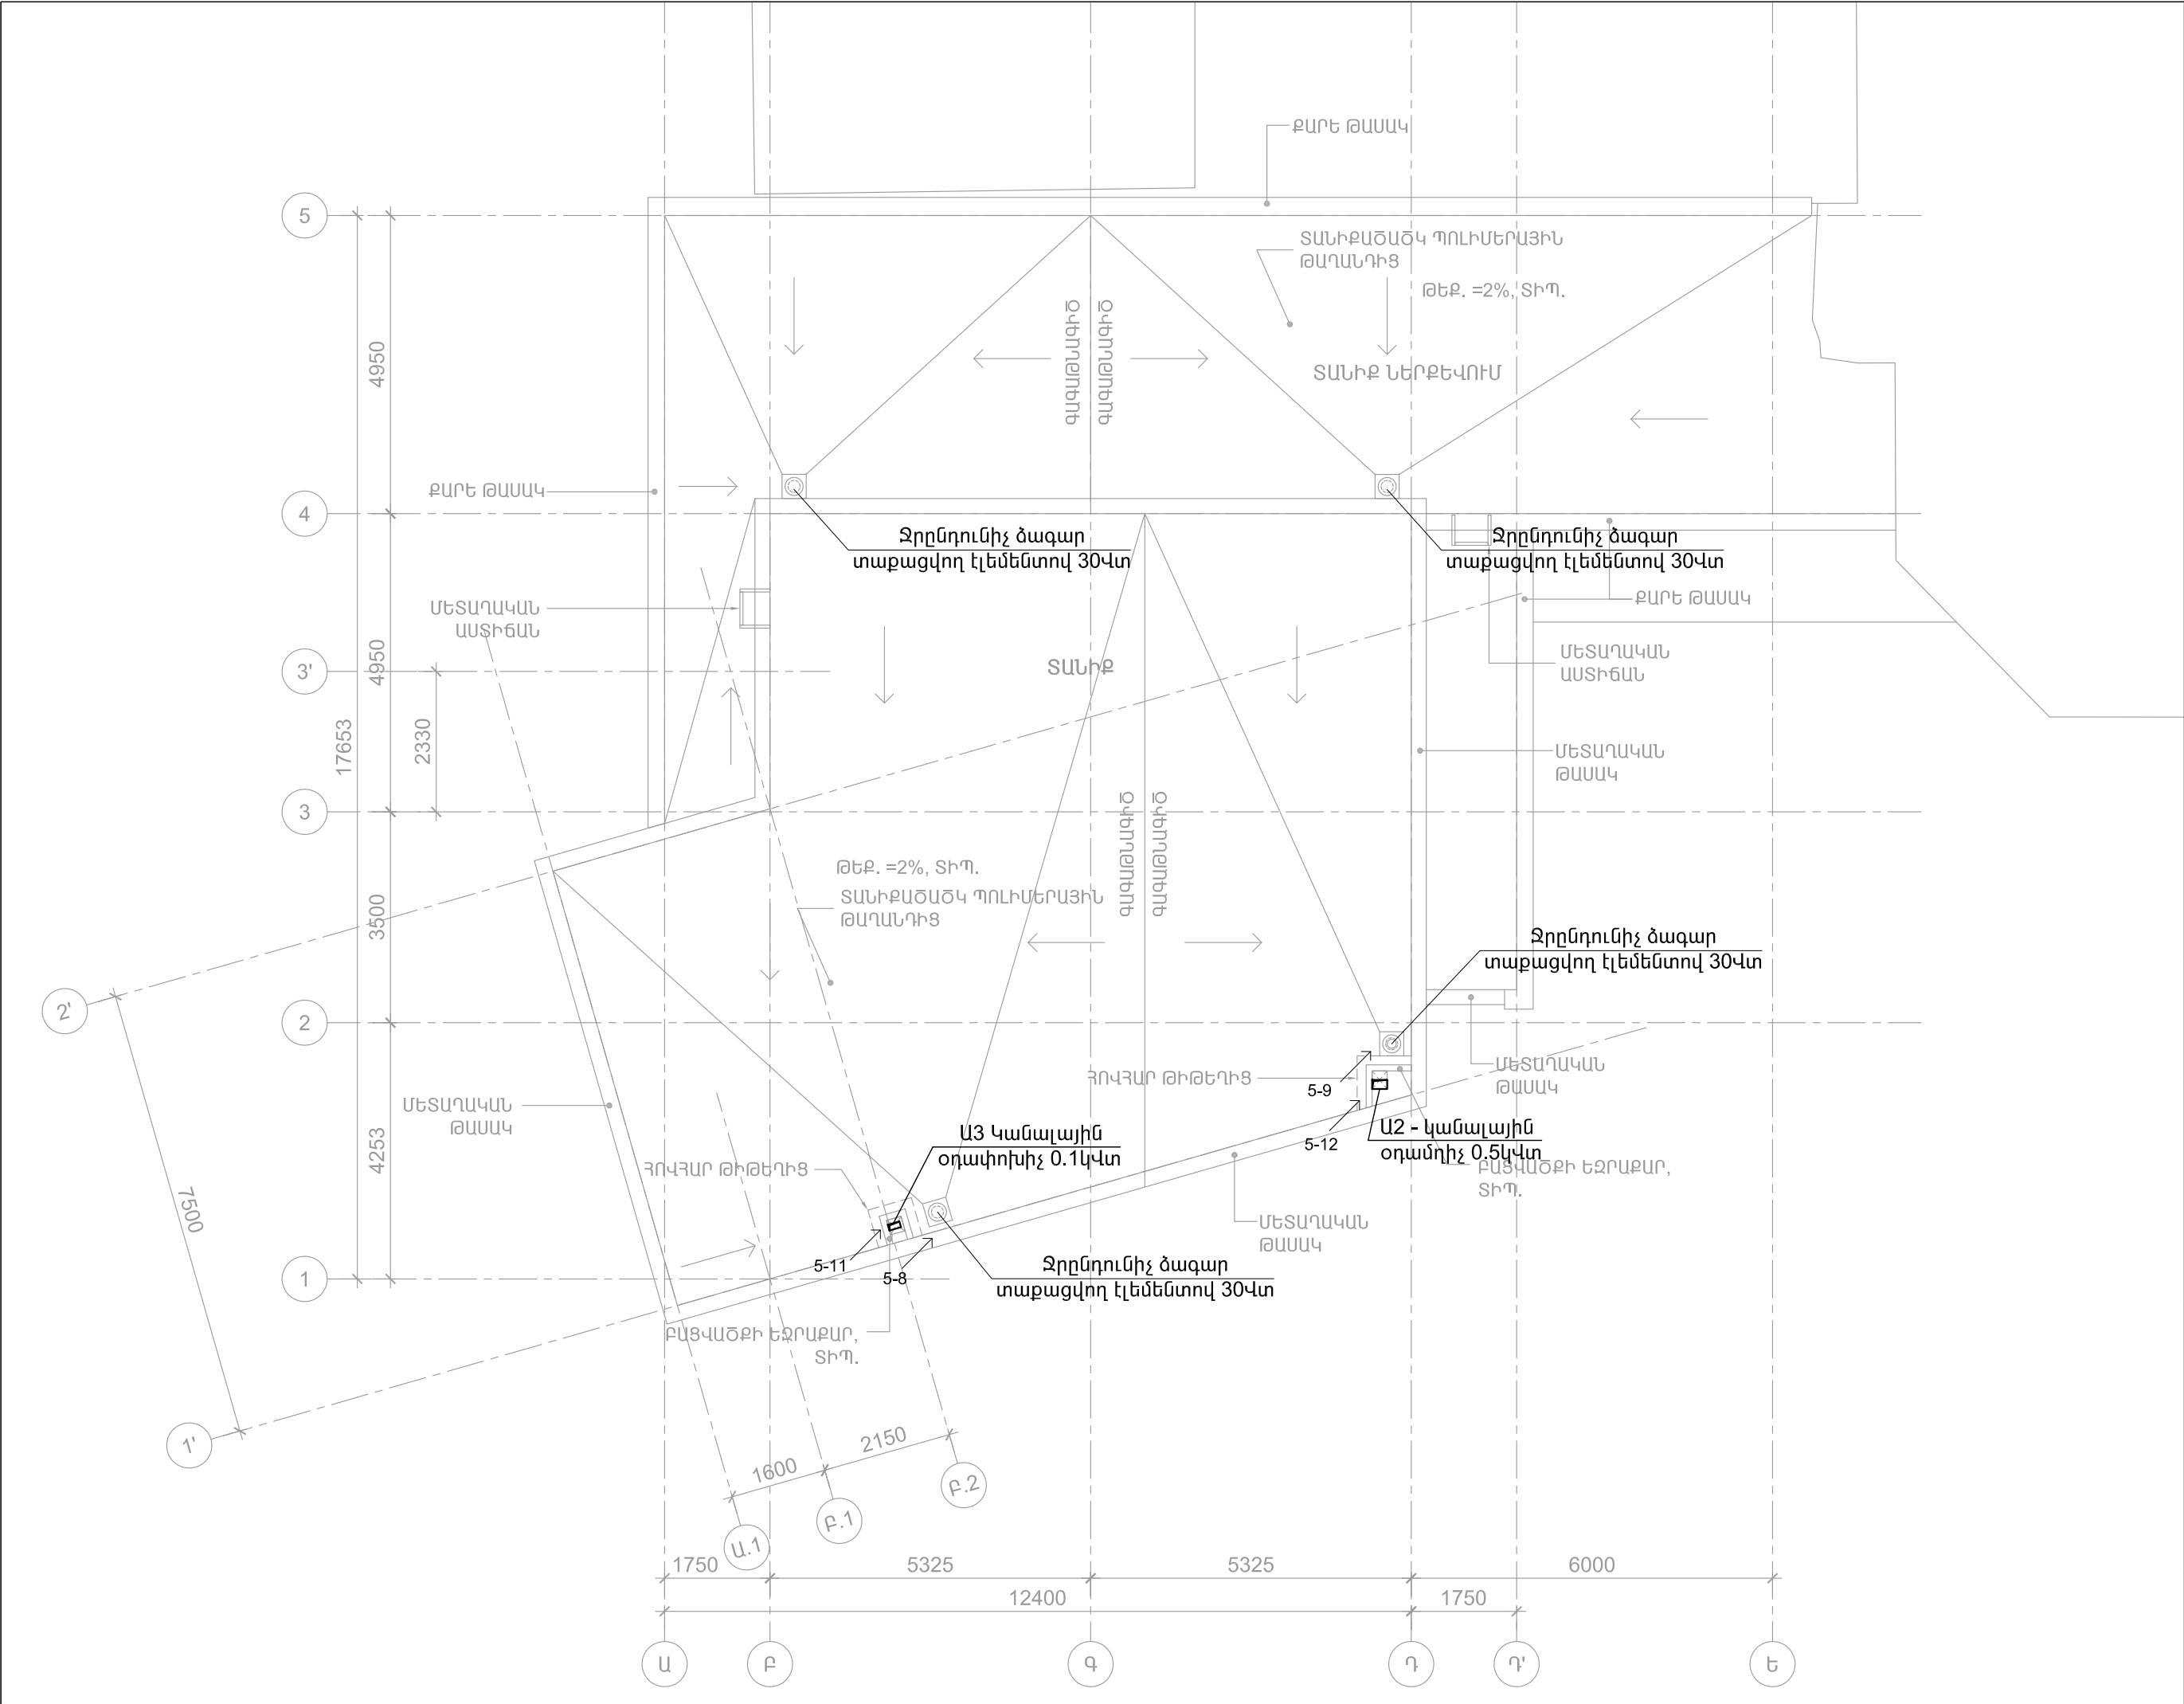 ՔԱՐԵ ԹԱՍԱԿ
5
ՏԱՆԻՔԱԾԱԾԿ ՊՈԼԻՄԵՐԱՅԻՆ
ԹԱՂԱՆԴԻՑ
ԹԵՔ. =2%, ՏԻՊ.
ԳԱԳԱԹՆԱԳԻԾ
ԳԱԳԱԹՆԱԳԻԾ
4950
ՏԱՆԻՔ ՆԵՐՔԵՎՈՒՄ
ՔԱՐԵ ԹԱՍԱԿ
4
Ջրընդունիչ ձագար
տաքացվող էլեմենտով 30Վտ
Ջրընդունիչ ձագար
տաքացվող էլեմենտով 30Վտ
ՔԱՐԵ ԹԱՍԱԿ
ՄԵՏԱՂԱԿԱՆ
ԱՍՏԻՃԱՆ
4950
3'
ՏԱՆԻՔ
ՄԵՏԱՂԱԿԱՆ
ԱՍՏԻՃԱՆ
17653
2330
ՄԵՏԱՂԱԿԱՆ
ԹԱՍԱԿ
3
ԳԱԳԱԹՆԱԳԻԾ
ԳԱԳԱԹՆԱԳԻԾ
ԹԵՔ. =2%, ՏԻՊ.
ՏԱՆԻՔԱԾԱԾԿ ՊՈԼԻՄԵՐԱՅԻՆ
ԹԱՂԱՆԴԻՑ
3500
Ջրընդունիչ ձագար
տաքացվող էլեմենտով 30Վտ
2'
2
ՀՈՎՀԱՐ ԹԻԹԵՂԻՑ
5-9
ՄԵՏԱՂԱԿԱՆ
ԹԱՍԱԿ
ՄԵՏԱՂԱԿԱՆ
ԹԱՍԱԿ
4253
Ա3 Կանալային
օդափոխիչ 0.1կՎտ
5-12
Ա2 - կանալային
օդամղիչ 0.5կՎտ
ԲԱՑՎԱԾՔԻ ԵԶՐԱՔԱՐ,
ՏԻՊ.
ՀՈՎՀԱՐ ԹԻԹԵՂԻՑ
7500
ՄԵՏԱՂԱԿԱՆ
ԹԱՍԱԿ
1
5-11
5-8
Ջրընդունիչ ձագար
տաքացվող էլեմենտով 30Վտ
ԲԱՑՎԱԾՔԻ ԵԶՐԱՔԱՐ,
ՏԻՊ.
1'
1600
2150
Բ.2
Բ.1
Ա.1
1750
5325
5325
6000
12400
1750
Ա
Բ
Գ
Դ
Դ'
Ե